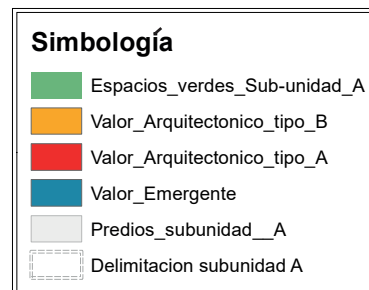 Simbología
Espacios_verdes_Sub-unidad_A
Valor_Arquitectonico_tipo_B
Valor_Arquitectonico_tipo_A
Valor_Emergente
Predios_subunidad__A
Delimitacion subunidad A